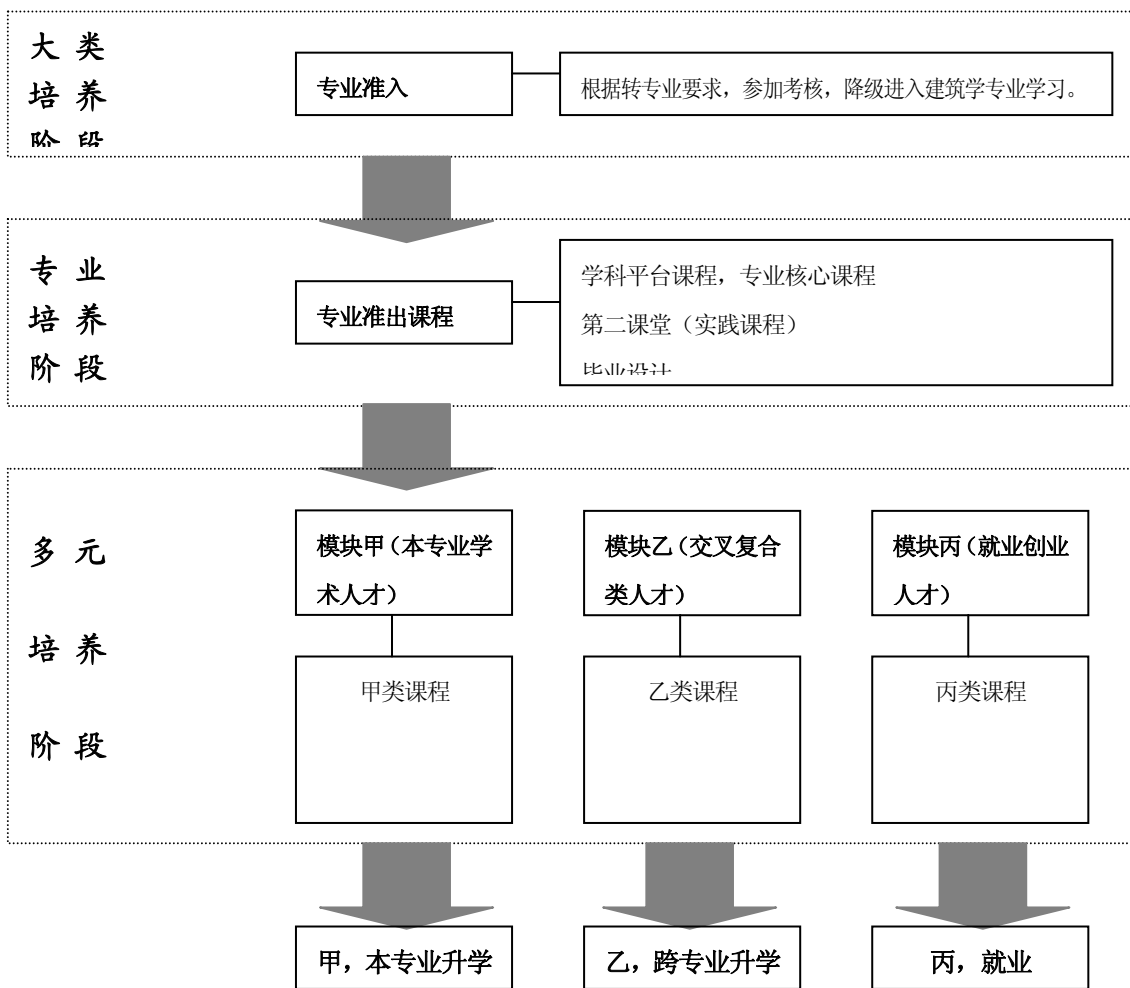 大 类
培 养
阶 段
专业准入
根据转专业要求，参加考核，降级进入建筑学专业学习。
专 业
培 养
阶 段
专业准出课程
学科平台课程，专业核心课程
第二课堂（实践课程）
毕业设计
多 元
培 养
阶 段
模块甲（本专业学
术人才）
模块乙（交叉复合
类人才）
模块丙（就业创业
人才）
甲类课程
乙类课程
丙类课程
甲，本专业升学
乙，跨专业升学
丙，就业